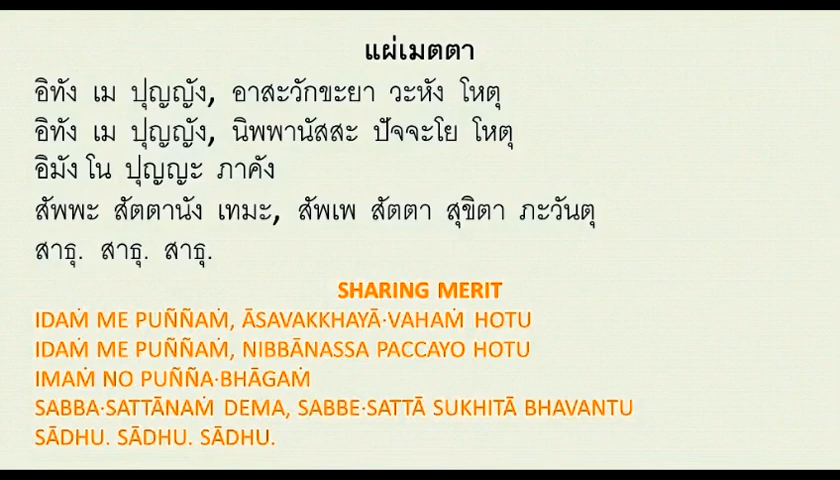 แผ่เมตตา
อิทัง เม ปุญญัง, อาสะวักขะยา วะหัง โหตุ
อิทัง เม ปุญญัง, นิพพานัสสะ ปัจจะโย โหตุ
อิมัง โน ปุญญะ ภาคัง
สัพพะ สัตตานัง เทมะ, สัพเพ สัตตา สุขิตา ภะวันตุ
สาธุ. สาธุ. สาธุ.
SHARING MERIT
IDAṀ ME PUÑÑAṀ, ĀSAVAKKHAYĀ·VAHAṀ HOTU
IDAṀ ME PUÑÑAṀ, NIBBĀNASSA PACCAYO HOTU
IMAṀ NO PUÑÑA·BHĀGAṀ
SABBA·SATTĀNAṀ DEMA, SABBE·SATTĀ SUKHITĀ BHAVANTU
SĀDHU. SĀDHU. SĀDHU.